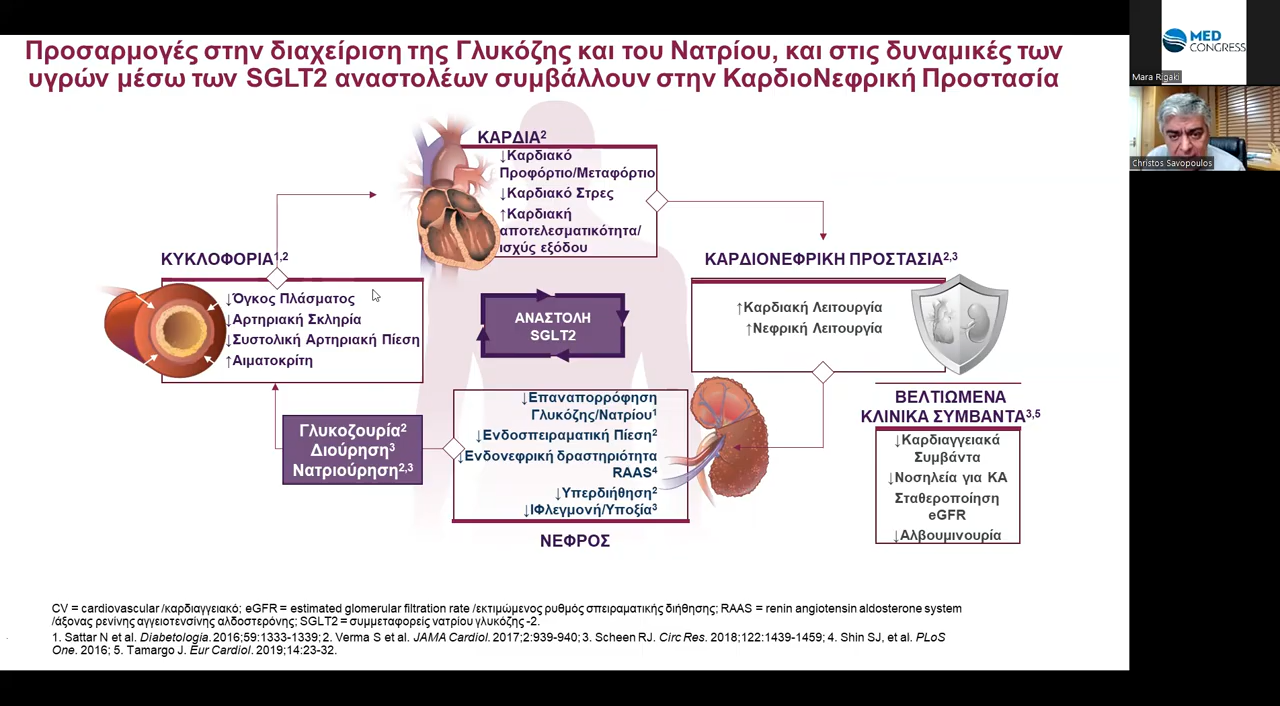 Προσαρμογές στην διαχείριση της Γλυκόζης και του Νατρίου, και στις δυναμικές των
υγρών μέσω των SGLT2 αναστολέων συμβάλλουν στην ΚαρδιοΝεφρική Προστασία
MED
CONGRESS
Mara Rigaki
Christos Savopoulos
ΚΑΡΔΙΑ2
↓Καρδιακό
Προφόρτιο/Μεταφόρτιο
↓Καρδιακό Στρες
↑Καρδιακή
αποτελεσματικότητα/
ισχύς εξόδου
ΚΥΚΛΟΦΟΡΙΑ1,2
↓Όγκος Πλάσματος
↓Αρτηριακή Σκληρία
↓Συστολική Αρτηριακή Πίεση
↑Αιματοκρίτη
ΑΝΑΣΤΟΛΗ
SGLT2
ΚΑΡΔΙΟΝΕΦΡΙΚΗ ΠΡΟΣΤΑΣΙΑ2,3
↑Καρδιακή Λειτουργία
↑Νεφρική Λειτουργία
Γλυκοζουρία2
Διούρηση3
Νατριούρηση2,3
↓Επαναπορρόφηση
Γλυκόζης/Νατρίου1
↓Ενδοσπειραματική Πίεση2
↓Ενδονεφρική δραστηριότητα
RAAS4
↓Υπερδιήθηση2
↓ΙΦλεγμονή/Υποξία3
ΝΕΦΡΟΣ
ΒΕΛΤΙΩΜΕΝΑ
ΚΛΙΝΙΚΑ ΣΥΜΒΑΝΤΑ3,5
↓Καρδιαγγειακά
Συμβάντα
↓Νοσηλεία για ΚΑ
Σταθεροποίηση
eGFR
↓Αλβουμινουρία
CV = cardiovascular /καρδιαγγειακό; eGFR = estimated glomerular filtration rate /εκτιμώμενος ρυθμός σπειραματικής διήθησης; RAAS = renin angiotensin aldosterone system
/άξονας ρενίνης αγγειοτενσίνης αλδοστερόνης; SGLT2 = συμμεταφορείς νατρίου γλυκόζης -2.
1. Sattar N et al. Diabetologia. 2016;59:1333-1339; 2. Verma S et al. JAMA Cardiol. 2017;2:939-940; 3. Scheen RJ. Circ Res. 2018;122:1439-1459; 4. Shin SJ, et al. PLoS
One. 2016; 5. Tamargo J. Eur Cardiol. 2019;14:23-32.